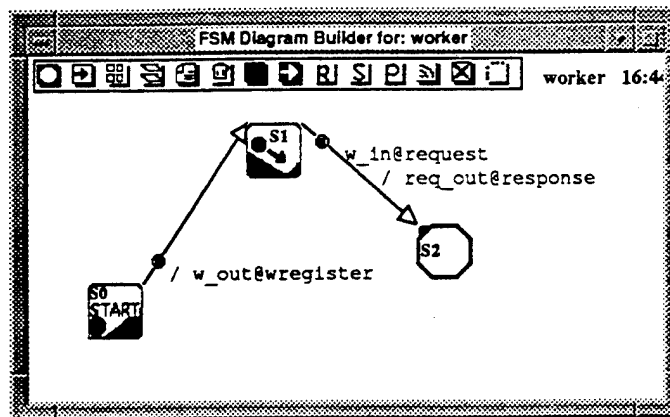 FSM Diagram Builder for: worker
R S P worker 16:4
S1
w_in@request
/ req_out@response
S2
/ w_out@wregister
S0
START